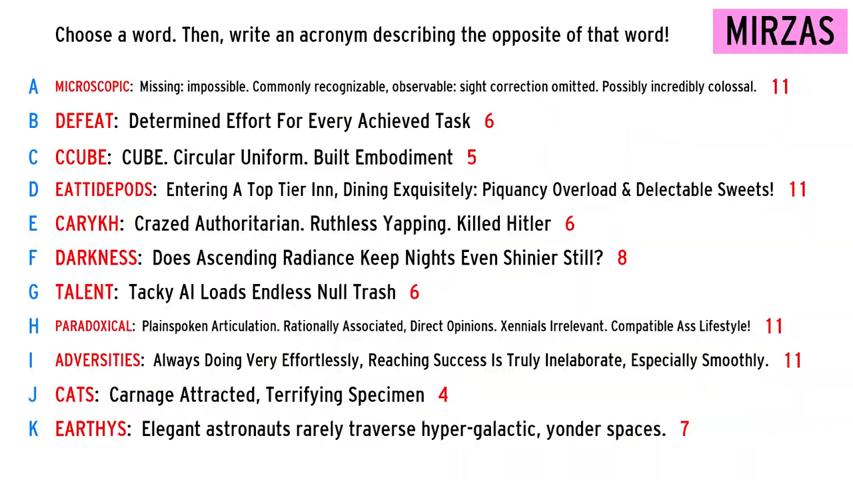 Choose a word. Then, write an acronym describing the opposite of that word!
MIRZAS
A MICROSCOPIC: Missing: impossible. Commonly recognizable, observable: sight correction omitted. Possibly incredibly colossal. 11
B DEFEAT: Determined Effort For Every Achieved Task 6
C CCUBE: CUBE. Circular Uniform. Built Embodiment 5
D EATTIDEPODS: Entering A Top Tier Inn, Dining Exquisitely: Piquancy Overload & Delectable Sweets! 11
E CARYKH: Crazed Authoritarian. Ruthless Yapping. Killed Hitler 6
F DARKNESS: Does Ascending Radiance Keep Nights Even Shinier Still? 8
G TALENT: Tacky AI Loads Endless Null Trash 6
H PARADOXICAL: Plainspoken Articulation. Rationally Associated, Direct Opinions. Xennials Irrelevant. Compatible Ass Lifestyle! 11
I ADVERSITIES: Always Doing Very Effortlessly, Reaching Success Is Truly Inelaborate, Especially Smoothly. 11
J CATS: Carnage Attracted, Terrifying Specimen 4
K EARTHYS: Elegant astronauts rarely traverse hyper-galactic, yonder spaces. 7